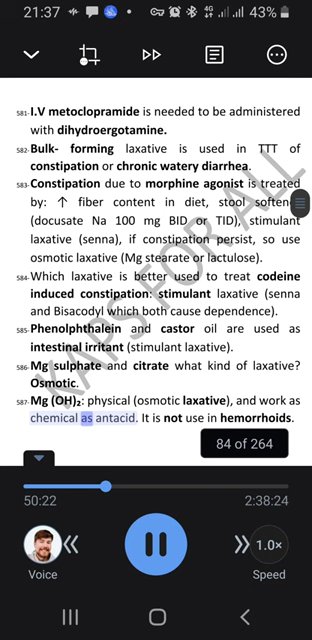 21:37
4G
43%
581- I.V metoclopramide is needed to be administered
with dihydroergotamine.
582- Bulk- forming laxative is used in TTT of
constipation or chronic watery diarrhea.
583- Constipation due to morphine agonist is treated
by: ↑ fiber content in diet, stool softene
(docusate Na 100 mg BID or TID), stimulant
laxative (senna), if constipation persist, so use
osmotic laxative (Mg stearate or lactulose).
584- Which laxative is better used to treat codeine
induced constipation: stimulant laxative (senna
and Bisacodyl which both cause dependence).
585- Phenolphthalein and castor oil are used as
intestinal irritant (stimulant laxative).
586- Mg sulphate and citrate what kind of laxative?
Osmotic.
587- Mg (OH)₂: physical (osmotic laxative), and work as
chemical as antacid. It is not use in hemorrhoids.
KAPS FOR ALL
84 of 264
50:22
2:38:24
1.0×
Voice
Speed